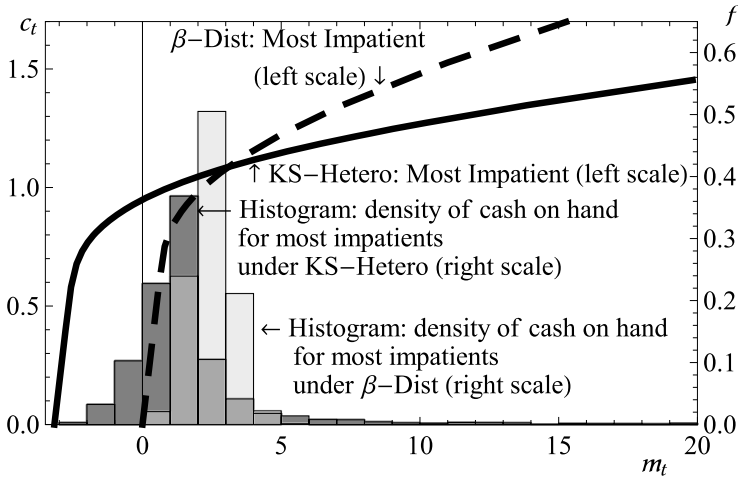 c_t
f
β−Dist: Most Impatient
(left scale) ↓
1.5
0.6
0.5
↑ KS−Hetero: Most Impatient (left scale)
1.0
0.4
← Histogram: density of cash on hand
for most impatients
under KS−Hetero (right scale)
0.3
0.5
0.2
← Histogram: density of cash on hand
for most impatients
under β−Dist (right scale)
0.1
0.0
0.0
0 5 10 15 20
m_t